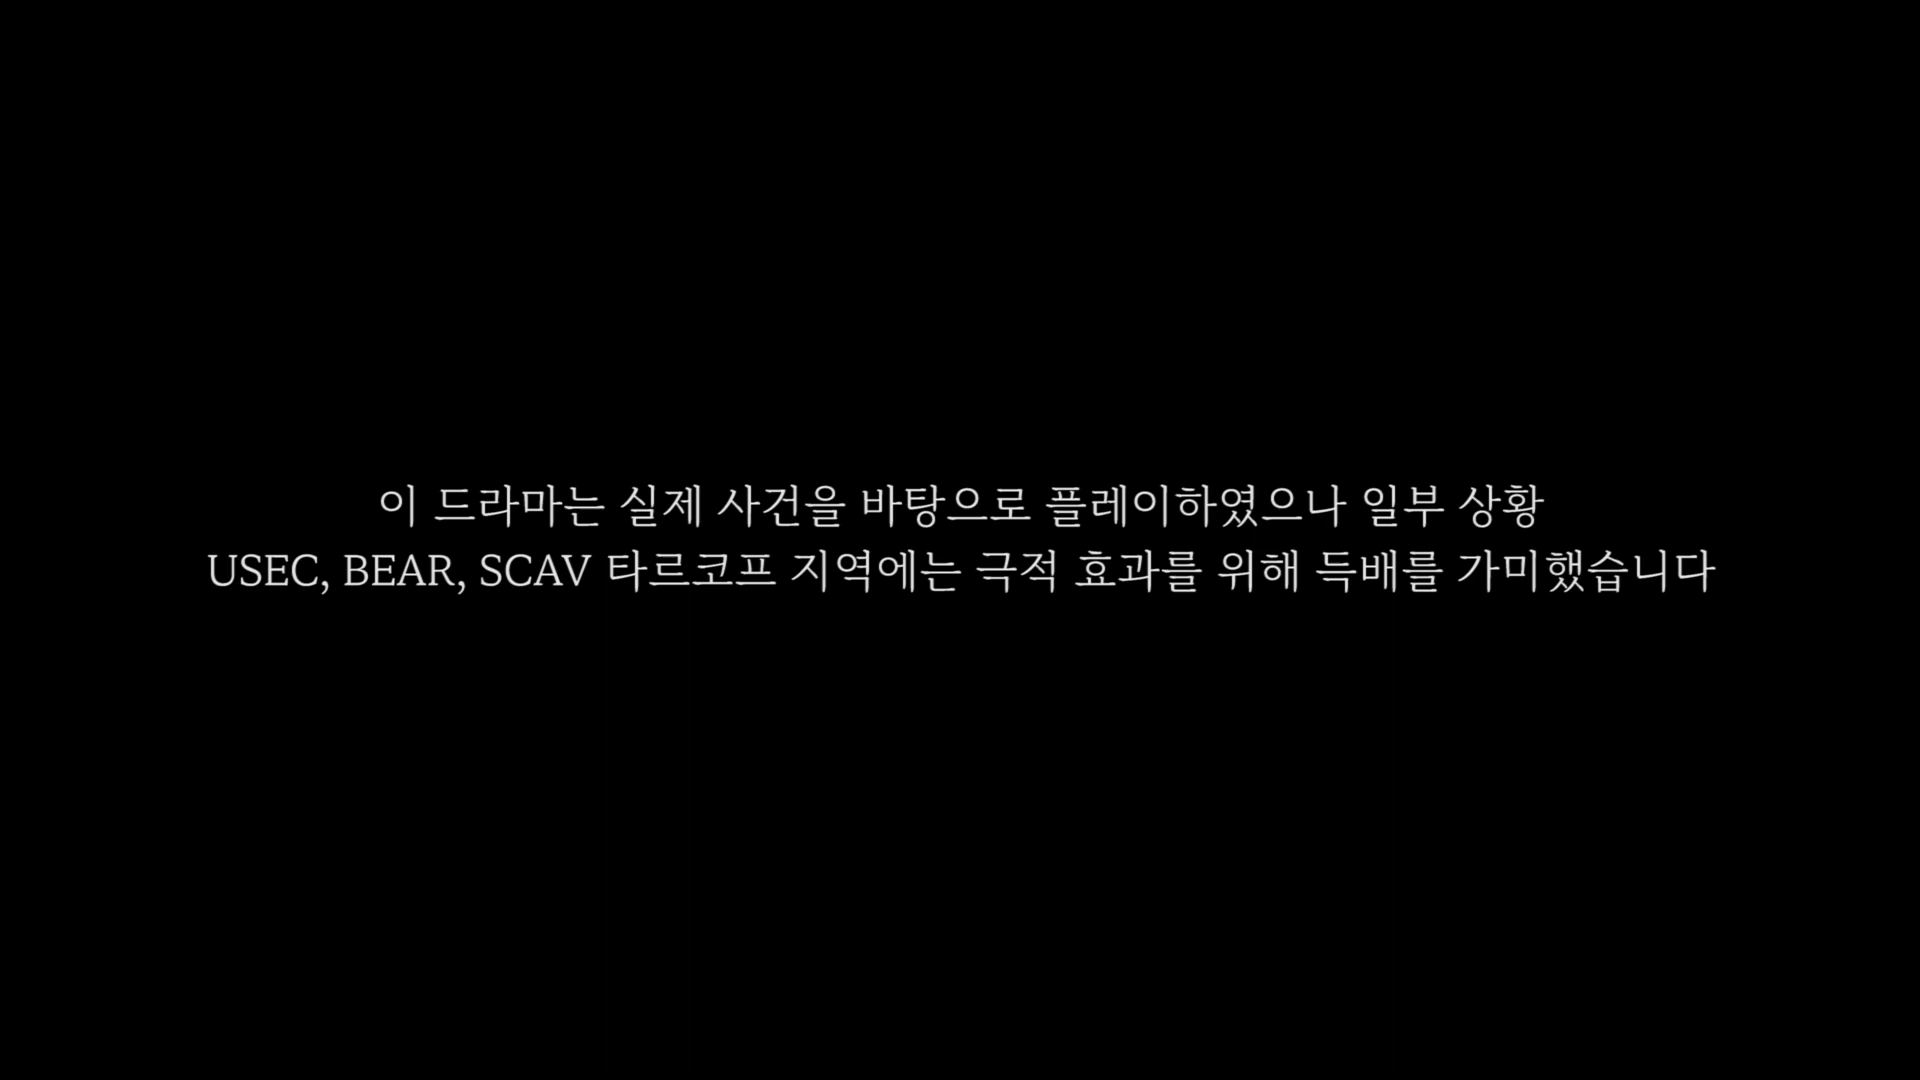 이 드라마는 실제 사건을 바탕으로 플레이하였으나 일부 상황
USEC, BEAR, SCAV 타르코프 지역에는 극적 효과를 위해 득배를 가미했습니다